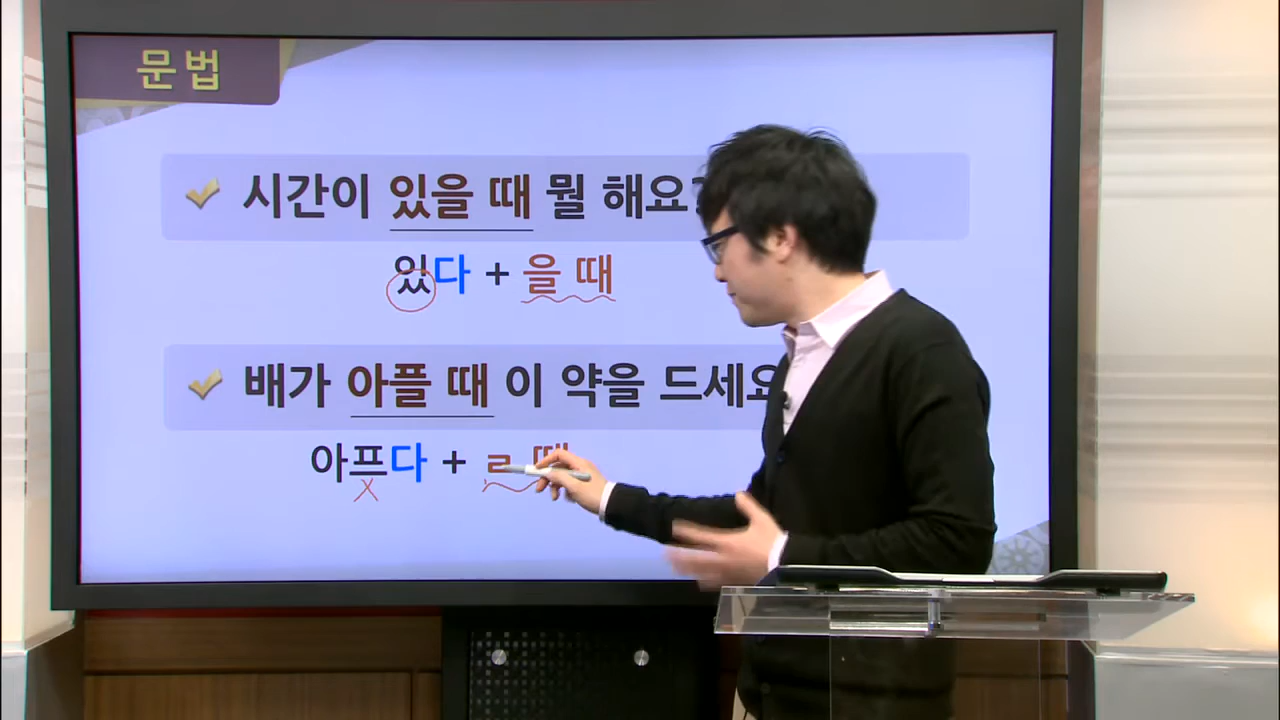 문법
시간이 있을 때 뭘 해요?
있다 + 을 때
배가 아플 때 이 약을 드세요
아프다 + ㄹ 때